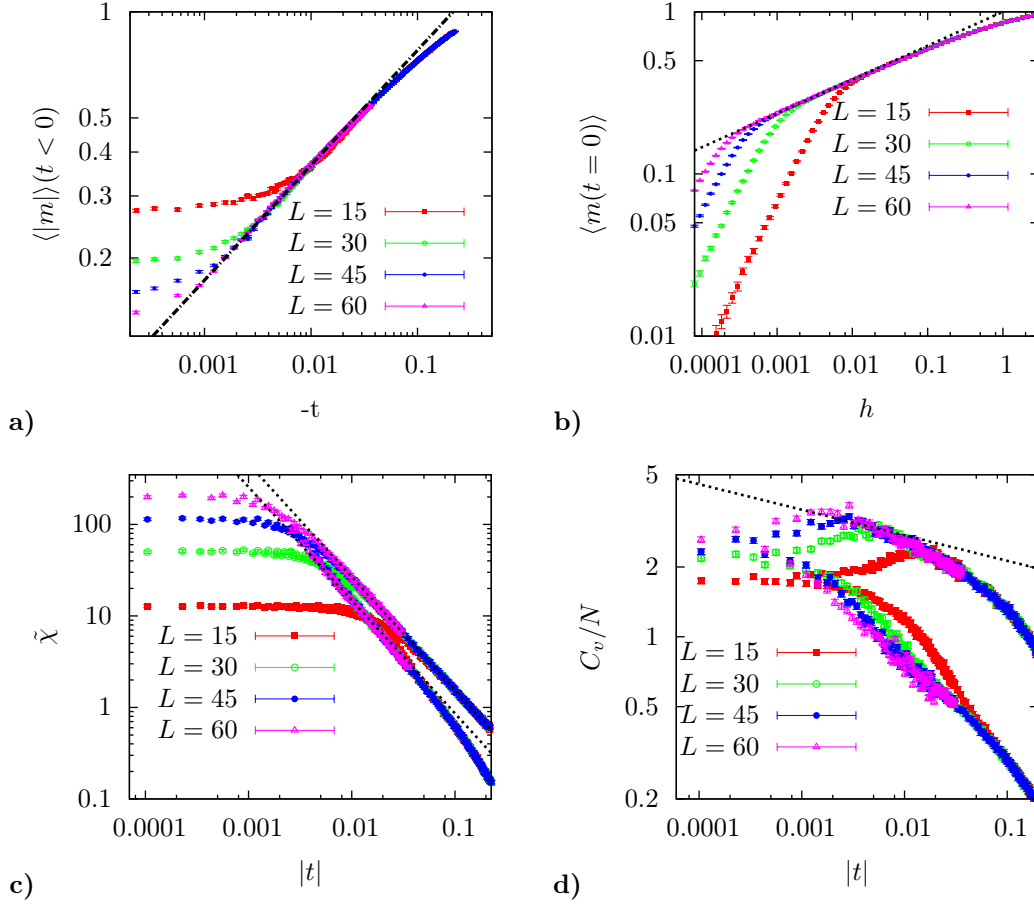 1
0.5
0.4
0.3
0.2
0.001
0.01
0.1
⟨|m|⟩(t < 0)
-t
L = 15
L = 30
L = 45
L = 60
a)
1
0.5
0.1
0.05
0.01
0.0001
0.001
0.01
0.1
1
⟨m(t = 0)⟩
h
L = 15
L = 30
L = 45
L = 60
b)
100
10
1
0.1
0.0001
0.001
0.01
0.1
χ̃
|t|
L = 15
L = 30
L = 45
L = 60
c)
5
2
1
0.5
0.2
0.0001
0.001
0.01
0.1
C_v/N
|t|
L = 15
L = 30
L = 45
L = 60
d)